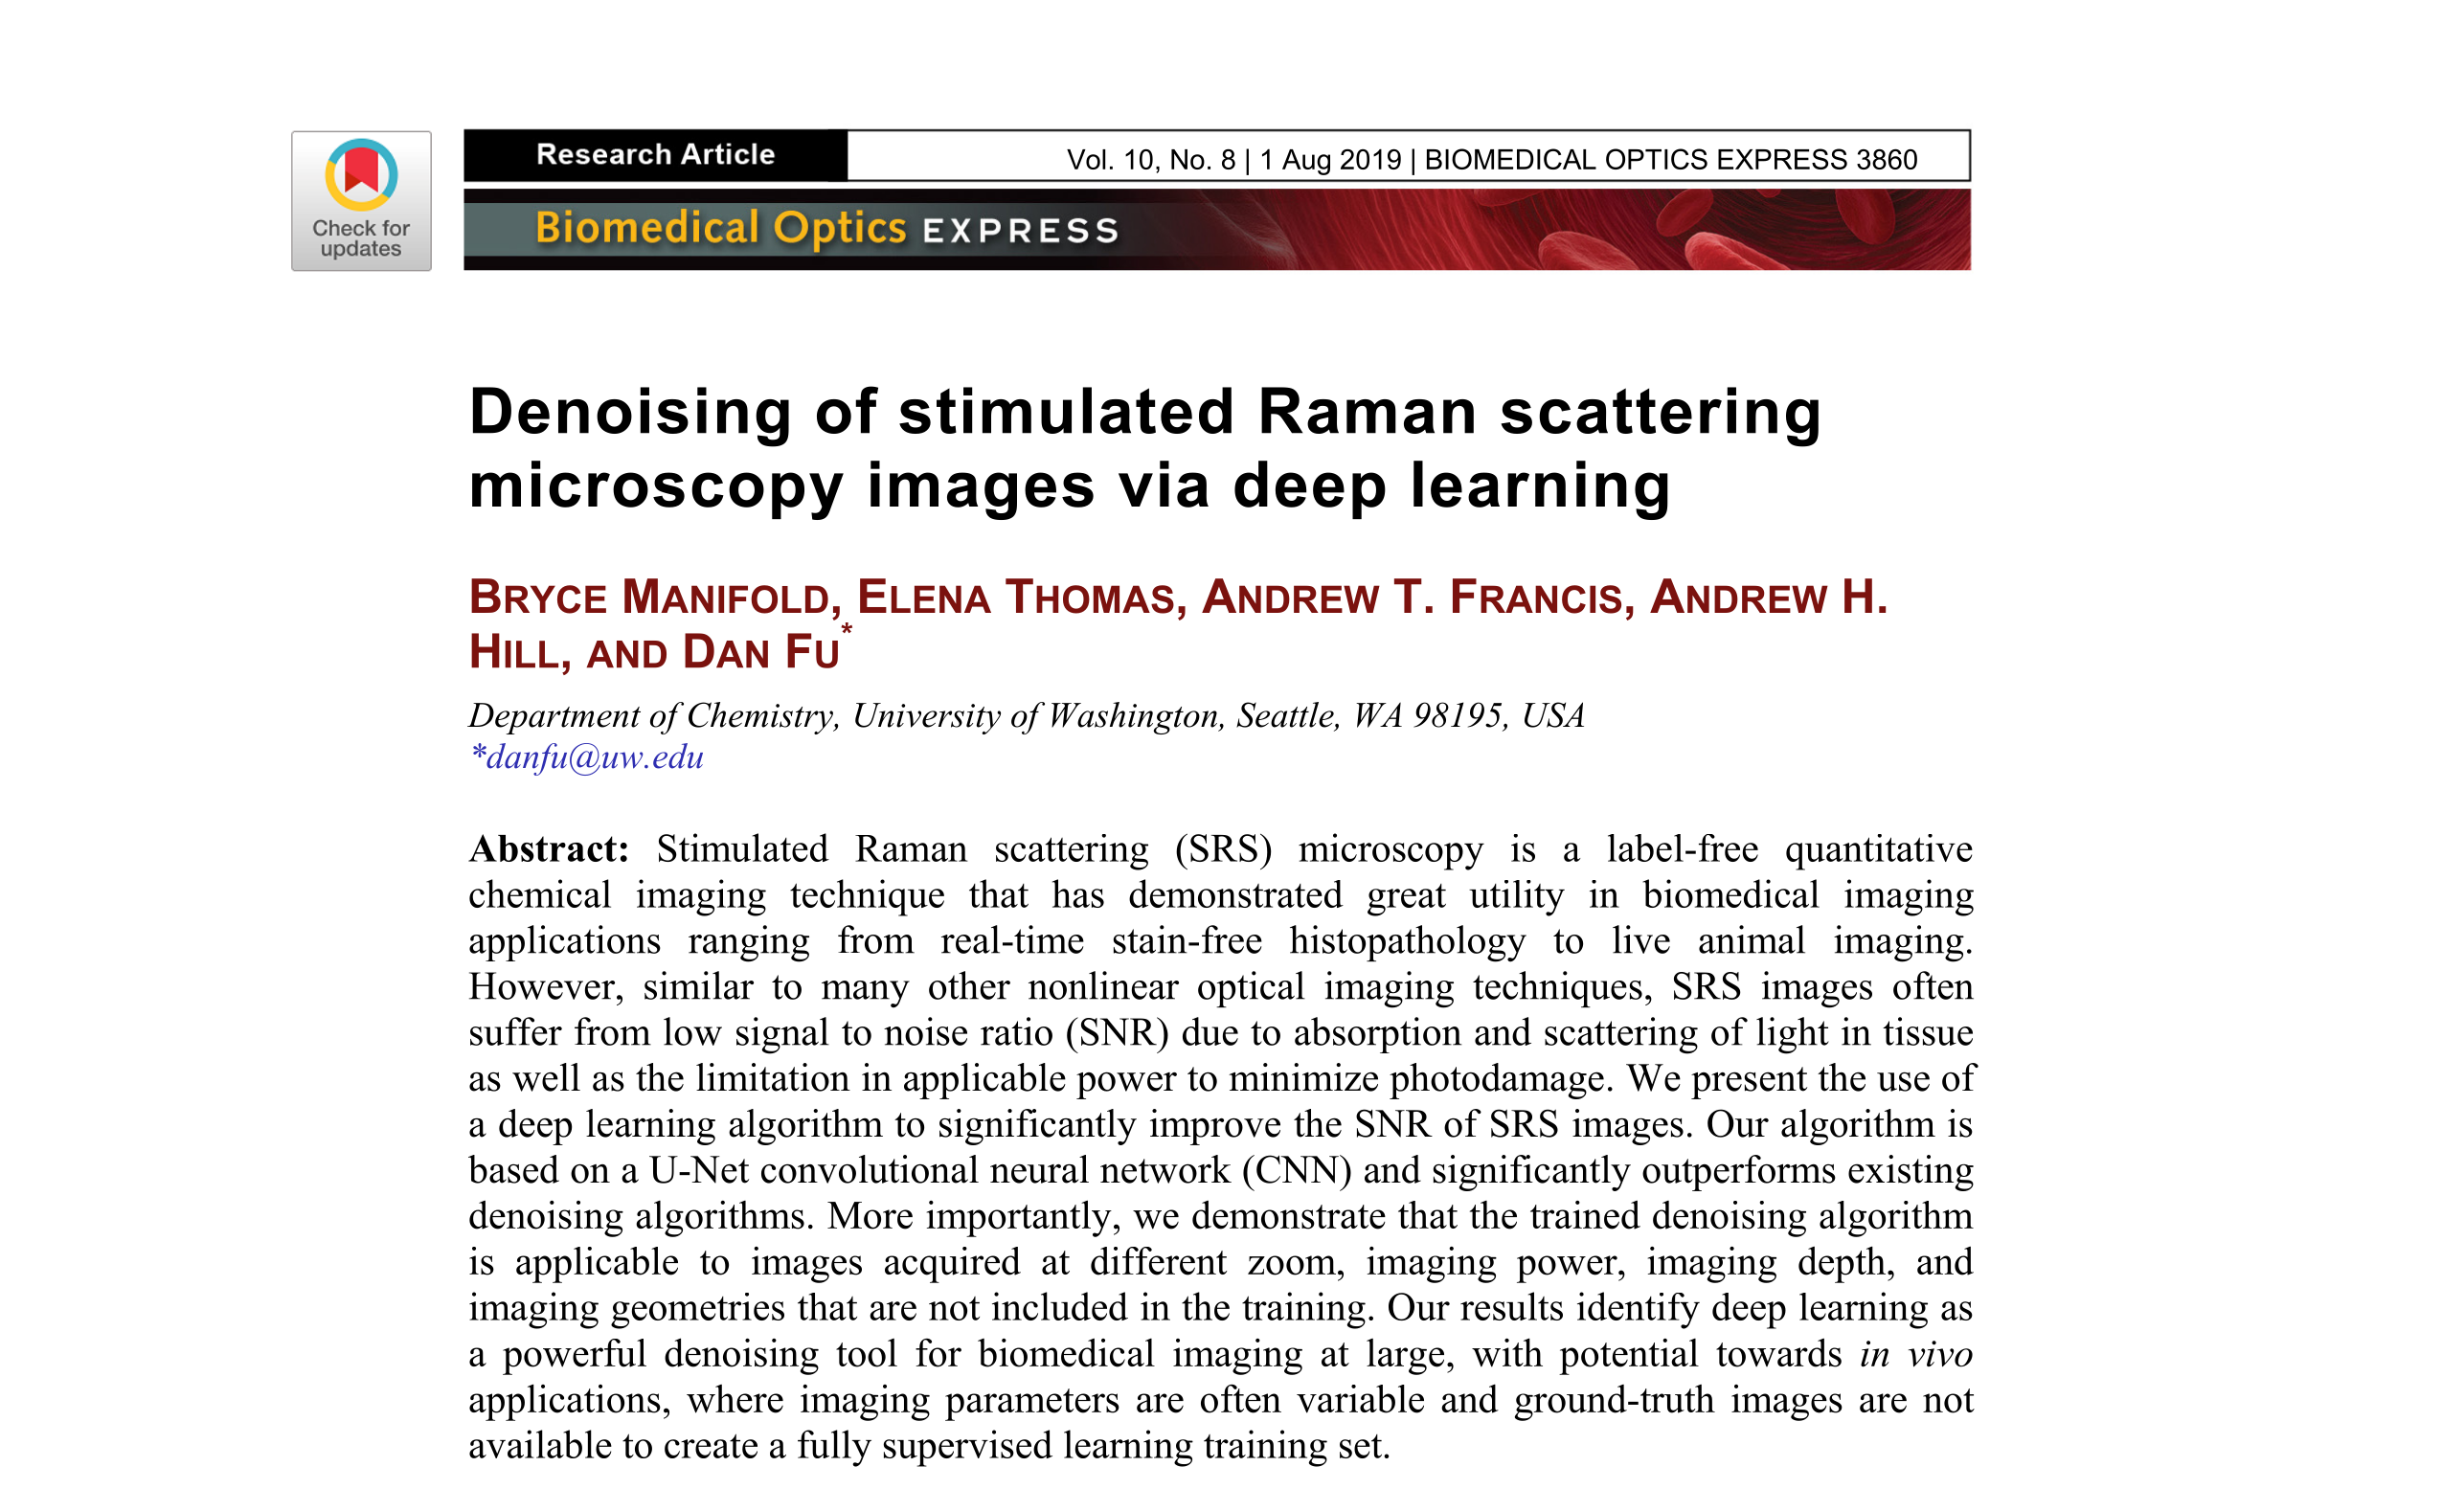 Check for
updates
Research Article
Vol. 10, No. 8 | 1 Aug 2019 | BIOMEDICAL OPTICS EXPRESS 3860
Biomedical Optics EXPRESS
Denoising of stimulated Raman scattering
microscopy images via deep learning
BRYCE MANIFOLD, ELENA THOMAS, ANDREW T. FRANCIS, ANDREW H.
HILL, AND DAN FU*
Department of Chemistry, University of Washington, Seattle, WA 98195, USA
*danfu@uw.edu
Abstract: Stimulated Raman scattering (SRS) microscopy is a label-free quantitative
chemical imaging technique that has demonstrated great utility in biomedical imaging
applications ranging from real-time stain-free histopathology to live animal imaging.
However, similar to many other nonlinear optical imaging techniques, SRS images often
suffer from low signal to noise ratio (SNR) due to absorption and scattering of light in tissue
as well as the limitation in applicable power to minimize photodamage. We present the use of
a deep learning algorithm to significantly improve the SNR of SRS images. Our algorithm is
based on a U-Net convolutional neural network (CNN) and significantly outperforms existing
denoising algorithms. More importantly, we demonstrate that the trained denoising algorithm
is applicable to images acquired at different zoom, imaging power, imaging depth, and
imaging geometries that are not included in the training. Our results identify deep learning as
a powerful denoising tool for biomedical imaging at large, with potential towards in vivo
applications, where imaging parameters are often variable and ground-truth images are not
available to create a fully supervised learning training set.